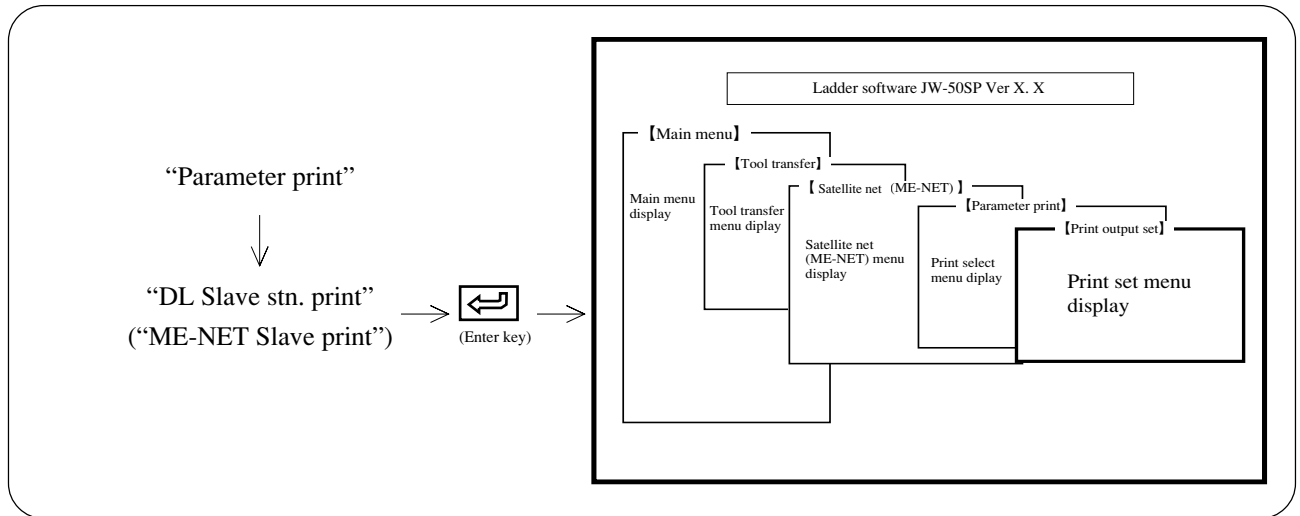 “Parameter print”
“DL Slave stn. print”
(“ME-NET Slave print”)
(Enter key)
Ladder software JW-50SP Ver X. X
【Main menu】
Main menu
display
【Tool transfer】
Tool transfer
menu diplay
【 Satellite net (ME-NET) 】
Satellite net
(ME-NET) menu
display
【Parameter print】
Print select
menu diplay
【Print output set】
Print set menu
display